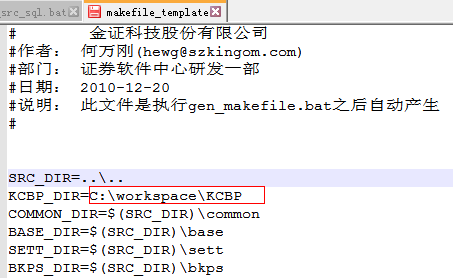 src_sql.bat makefile_template
# 金证科技股份有限公司
#作者： 何万刚(hewg@szkingom.com)
#部门： 证券软件中心研发一部
#日期： 2010-12-20
#说明： 此文件是执行gen_makefile.bat之后自动产生
#
SRC_DIR=..\..
KCBP_DIR=C:\workspace\KCBP
COMMON_DIR=$(SRC_DIR)\common
BASE_DIR=$(SRC_DIR)\base
SETT_DIR=$(SRC_DIR)\sett
BKPS_DIR=$(SRC_DIR)\bkps